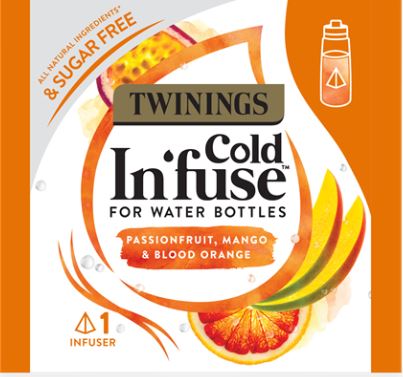 ALL NATURAL INGREDIENTS*
& SUGAR FREE
TWININGS
Cold
In'fuse™
FOR WATER BOTTLES
PASSIONFRUIT, MANGO
& BLOOD ORANGE
1
INFUSER